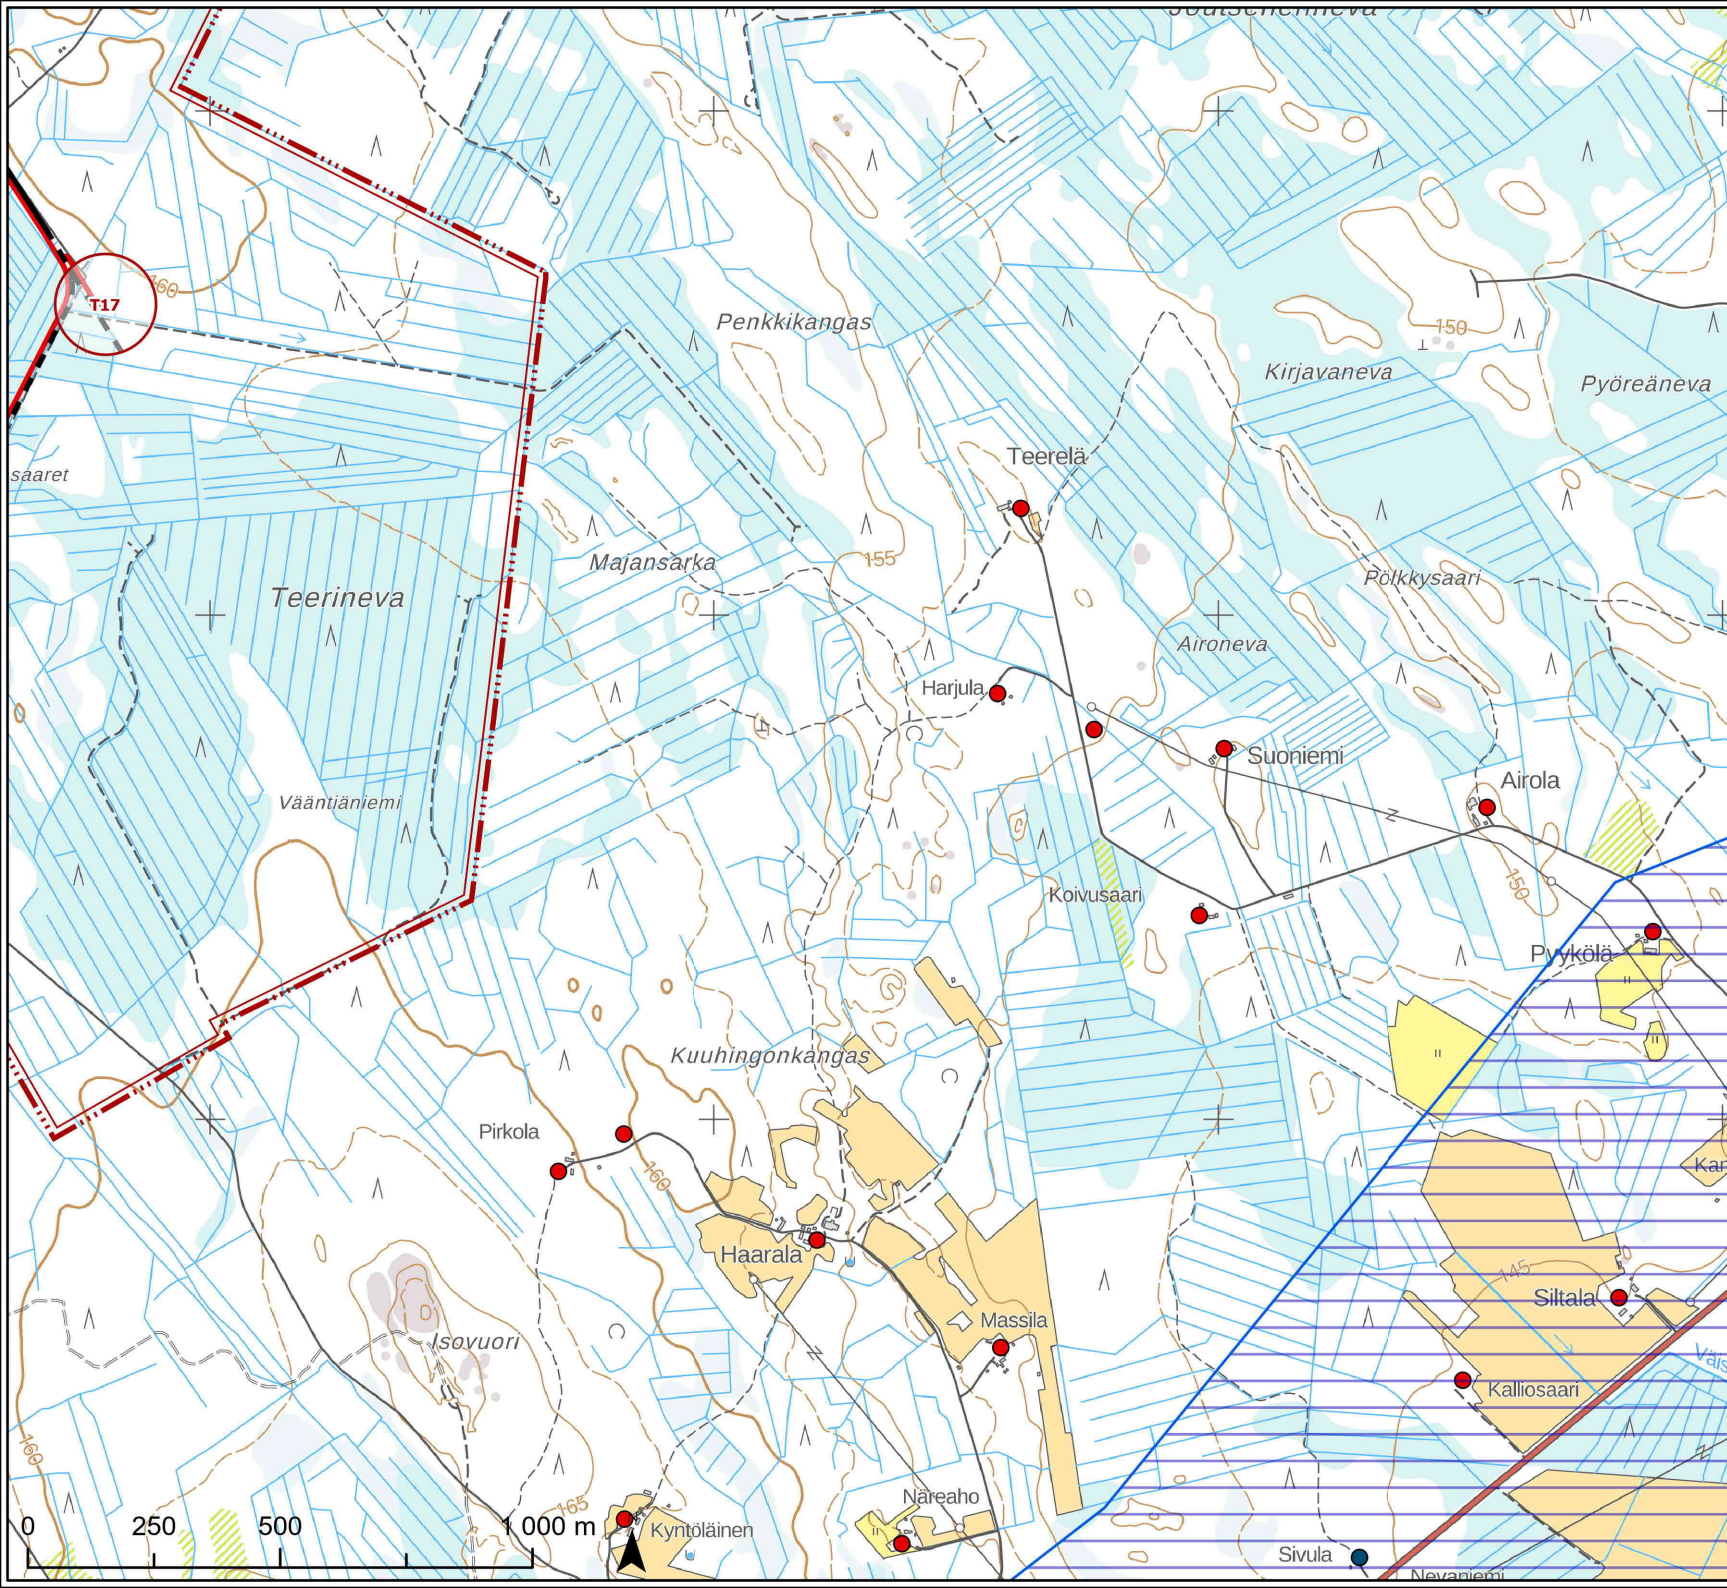 Joutsenneva
T17
160
Penkkikangas
150
Kirjavaneva
Pyöreäneva
Teerelä
saaret
Majansarka
155
Pölkkysaari
Teerineva
Aironeva
Harjula
Suoniemi
Airola
Vääntiäniemi
150
Koivusaari
Pyykölä
Kuuhingonkangas
Pirkola
160
Kar
Haarala
145
Siltala
Massila
Isovuori
Väis
Kalliosaari
160
165
Näreaho
0 250 500 1 000 m
Kyntöläinen
Sivula
Nevaniemi